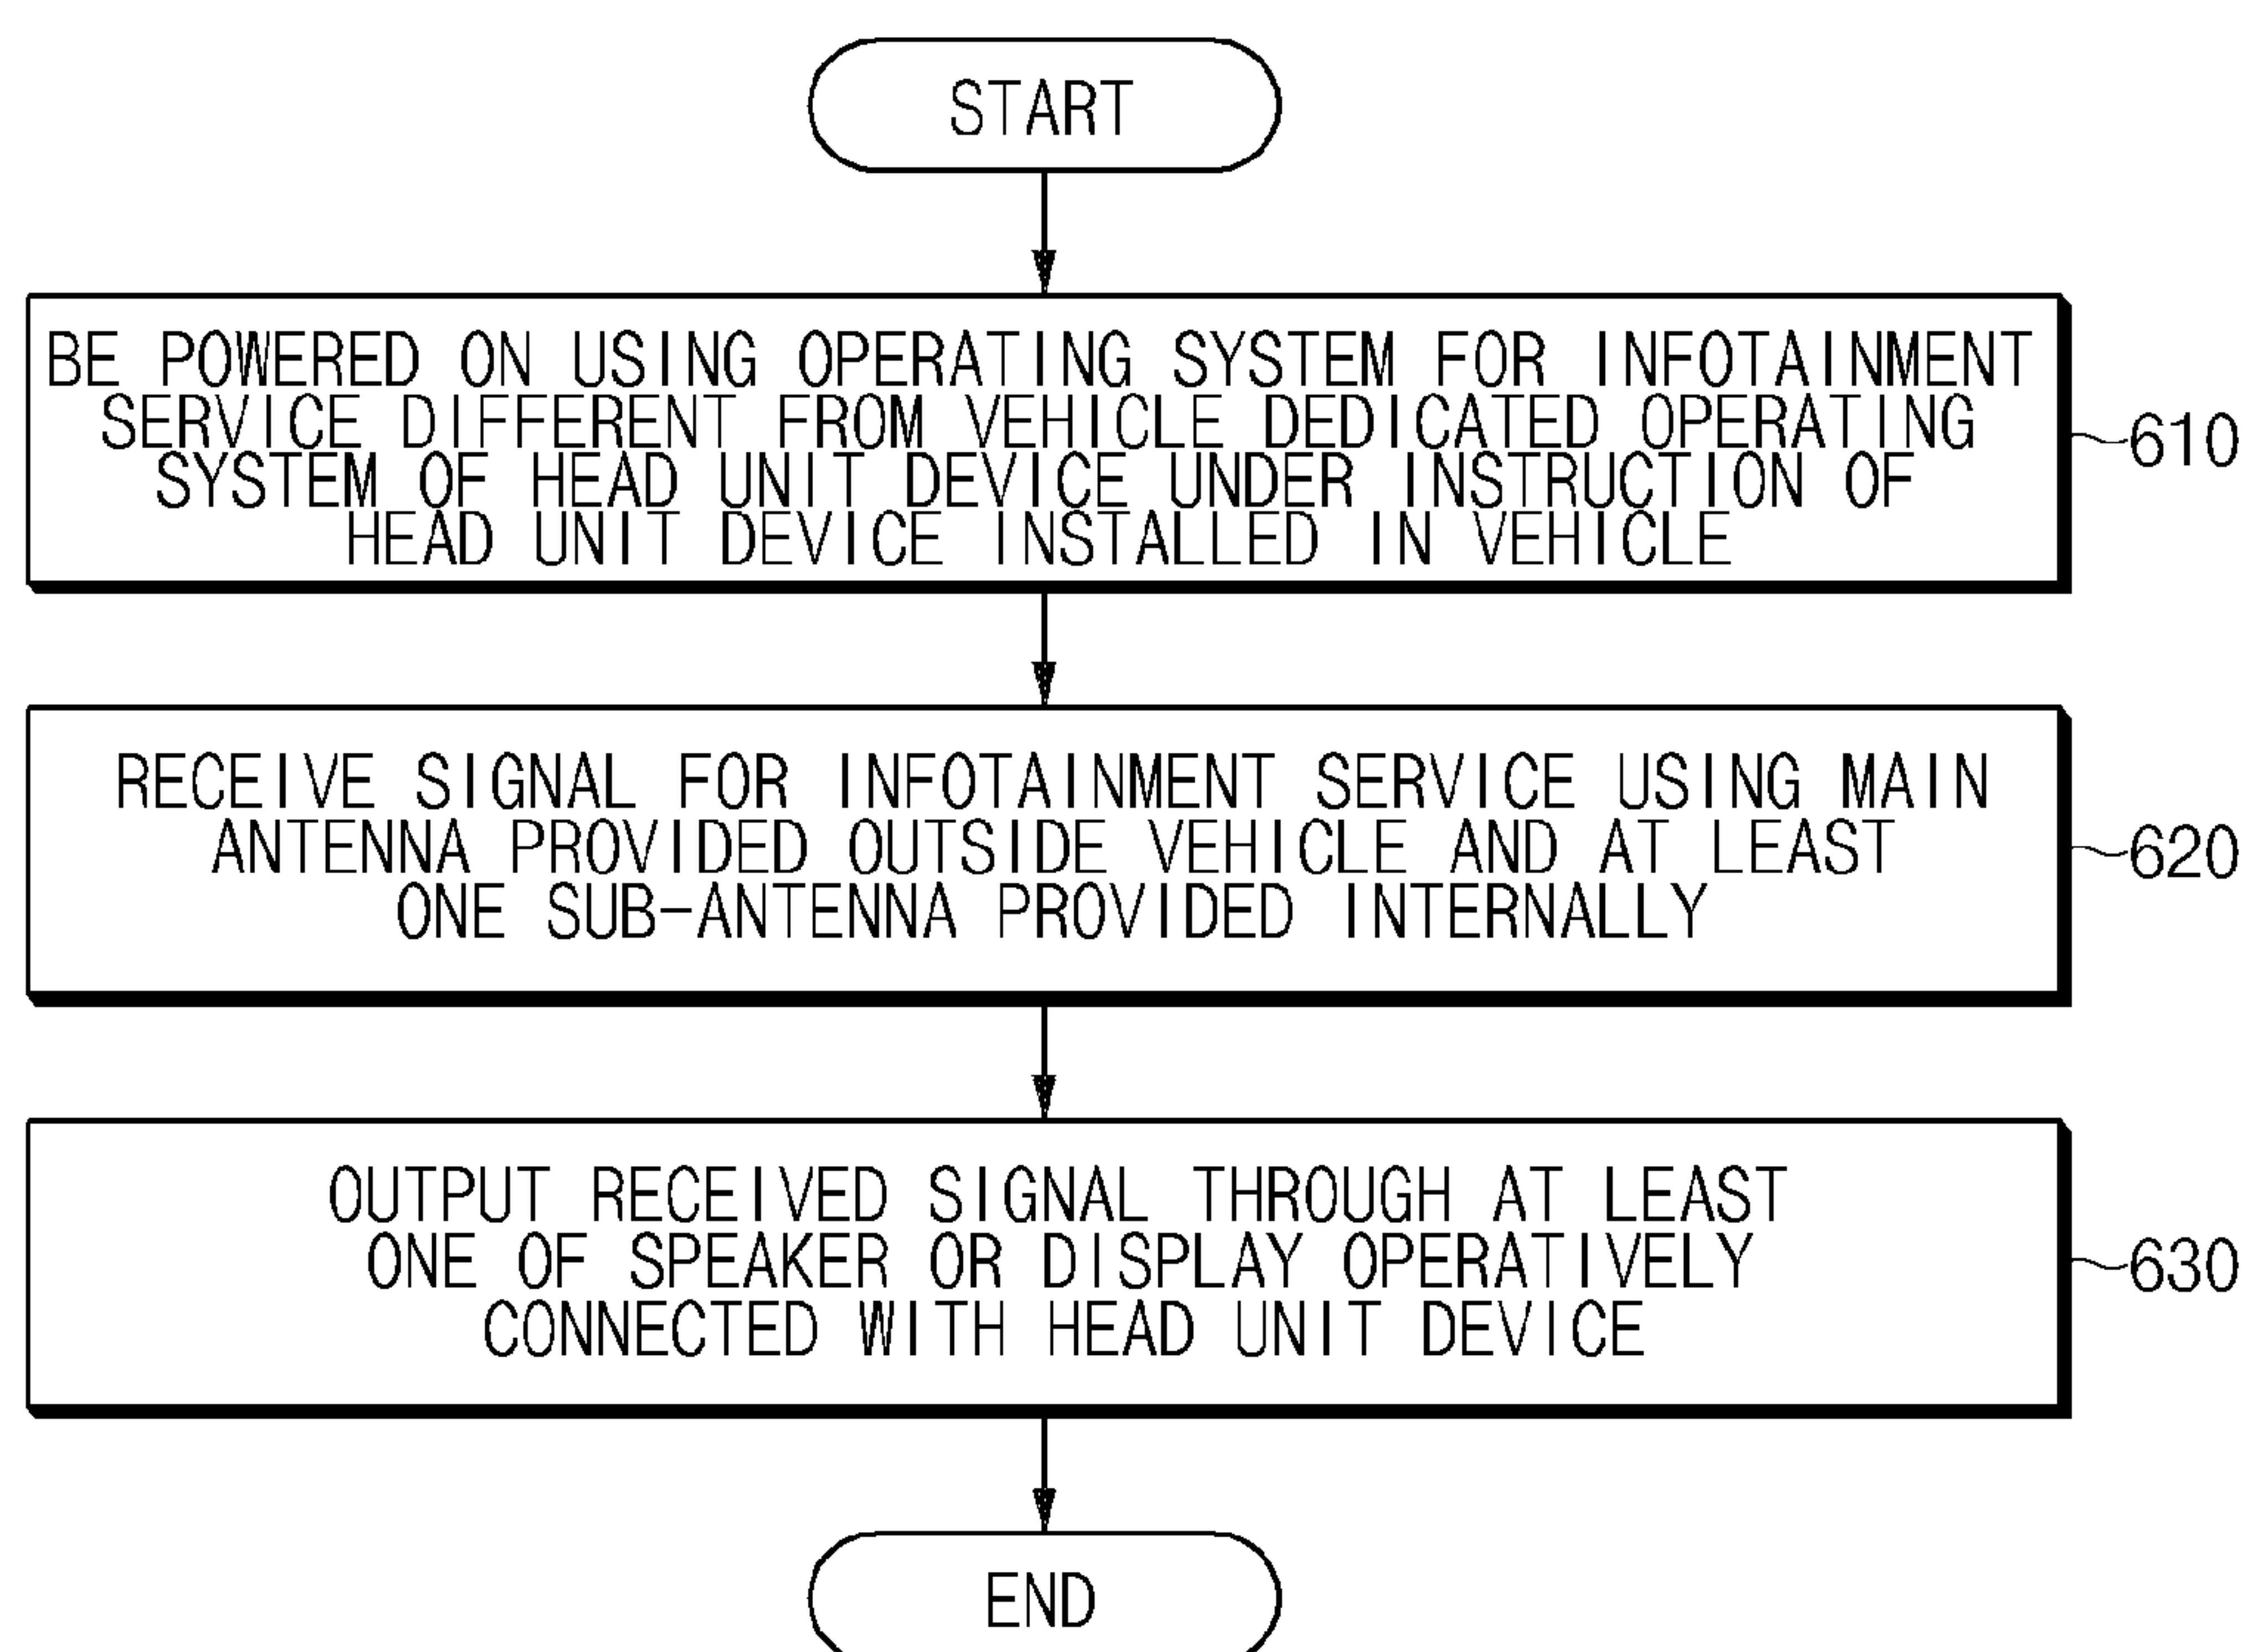 START
BE POWERED ON USING OPERATING SYSTEM FOR INFOTAINMENT
SERVICE DIFFERENT FROM VEHICLE DEDICATED OPERATING
SYSTEM OF HEAD UNIT DEVICE UNDER INSTRUCTION OF
HEAD UNIT DEVICE INSTALLED IN VEHICLE
610
RECEIVE SIGNAL FOR INFOTAINMENT SERVICE USING MAIN
ANTENNA PROVIDED OUTSIDE VEHICLE AND AT LEAST
ONE SUB-ANTENNA PROVIDED INTERNALLY
620
OUTPUT RECEIVED SIGNAL THROUGH AT LEAST
ONE OF SPEAKER OR DISPLAY OPERATIVELY
CONNECTED WITH HEAD UNIT DEVICE
630
END